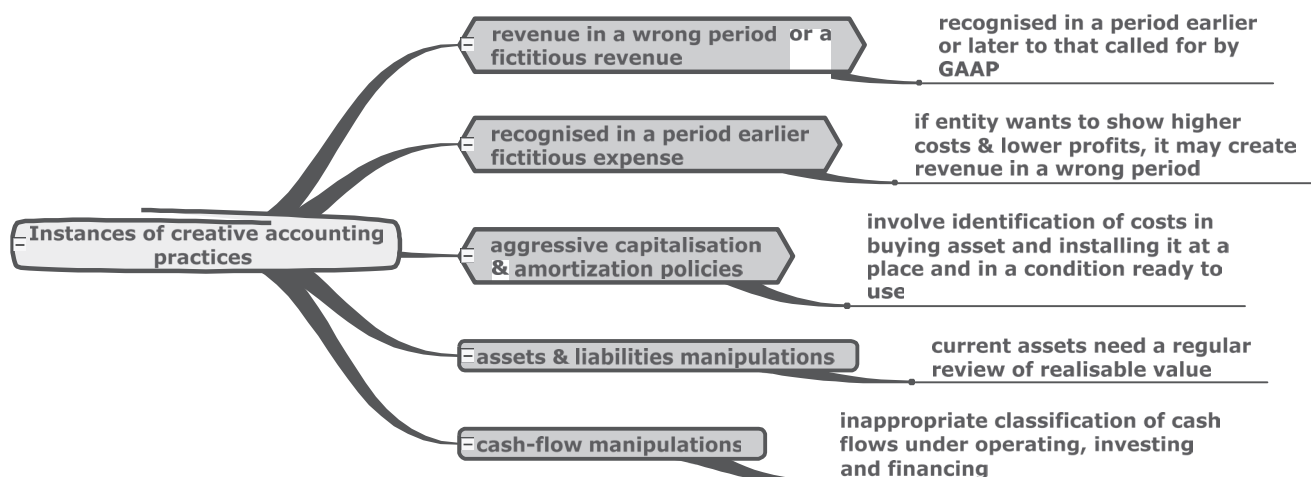 revenue in a wrong period or a
fictitious revenue
recognised in a period earlier
or later to that called for by
GAAP
recognised in a period earlier
fictitious expense
if entity wants to show higher
costs & lower profits, it may create
revenue in a wrong period
Instances of creative accounting
practices
aggressive capitalisation
& amortization policies
involve identification of costs in
buying asset and installing it at a
place and in a condition ready to
use
assets & liabilities manipulations
current assets need a regular
review of realisable value
cash-flow manipulations
inappropriate classification of cash
flows under operating, investing
and financing